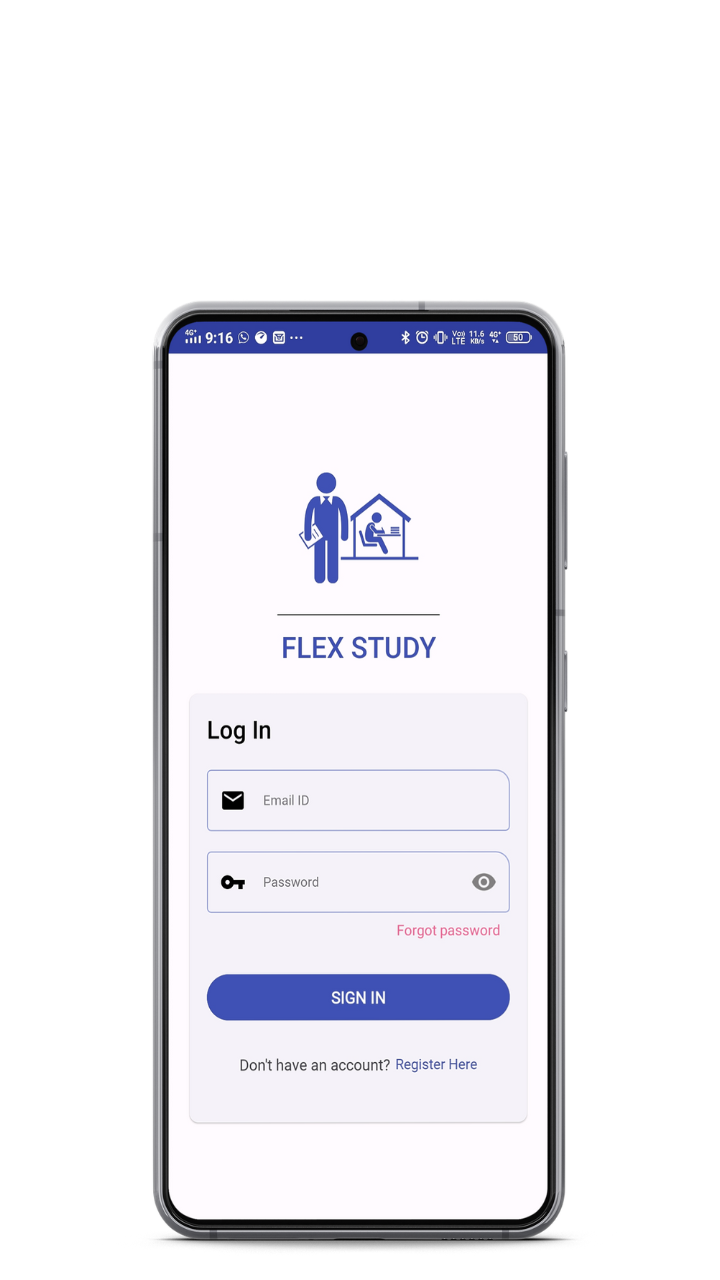 4G+ 9:16 ... Vo)) LTE 11.6 KB/s 4G+ 50
FLEX STUDY
Log In
Email ID
Password
Forgot password
SIGN IN
Don't have an account? Register Here